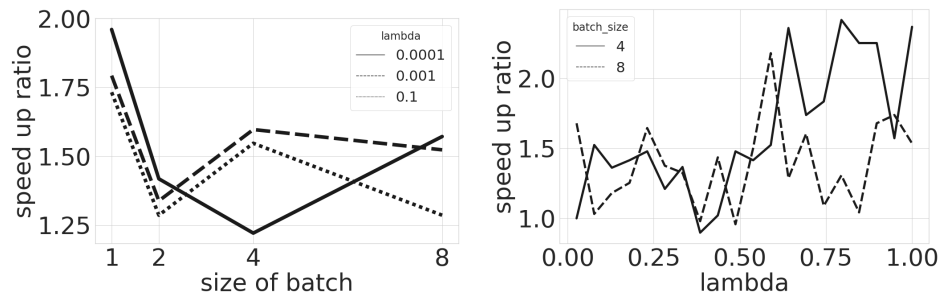 2.00
1.75
1.50
1.25
speed up ratio
lambda
0.0001
0.001
0.1
1 2 4 8
size of batch
2.0
1.5
1.0
speed up ratio
batch_size
4
8
0.00 0.25 0.50 0.75 1.00
lambda